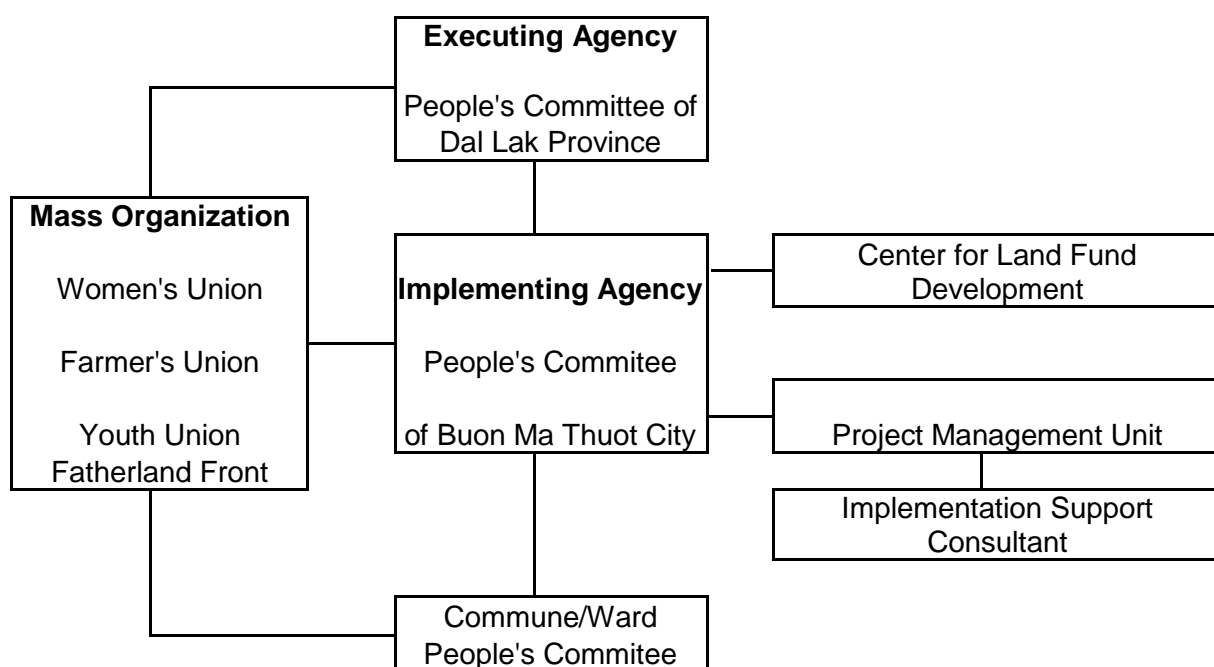 Executing Agency
People's Committee of
Dal Lak Province
Mass Organization
Women's Union
Farmer's Union
Youth Union
Fatherland Front
Implementing Agency
People's Commitee
of Buon Ma Thuot City
Center for Land Fund
Development
Project Management Unit
Implementation Support
Consultant
Commune/Ward
People's Commitee